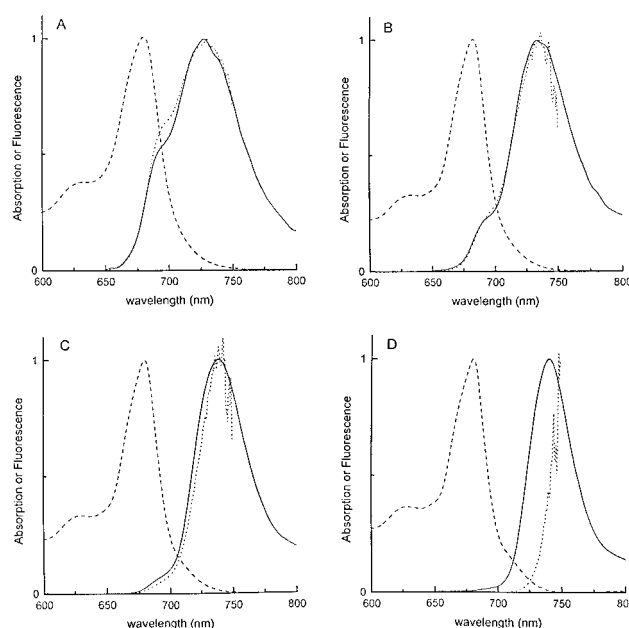 A
Absorption or Fluorescence
1
0
600 650 700 750 800
wavelength (nm)
B
Absorption or Fluorescence
1
0
600 650 700 750 800
wavelength (nm)
C
Absorption or Fluorescence
1
0
600 650 700 750 800
wavelength (nm)
D
Absorption or Fluorescence
1
0
600 650 700 750 800
wavelength (nm)